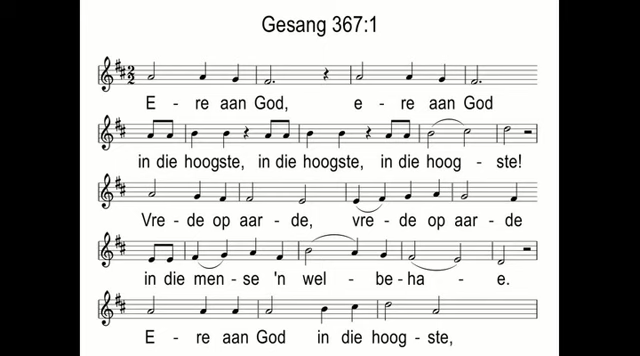 Gesang 367:1
E - re aan God, e - re aan God
in die hoogste, in die hoogste, in die hoog - ste!
Vre - de op aar - de, vre - de op aar - de
in die men - se 'n wel - be - ha - e.
E - re aan God in die hoog - ste,